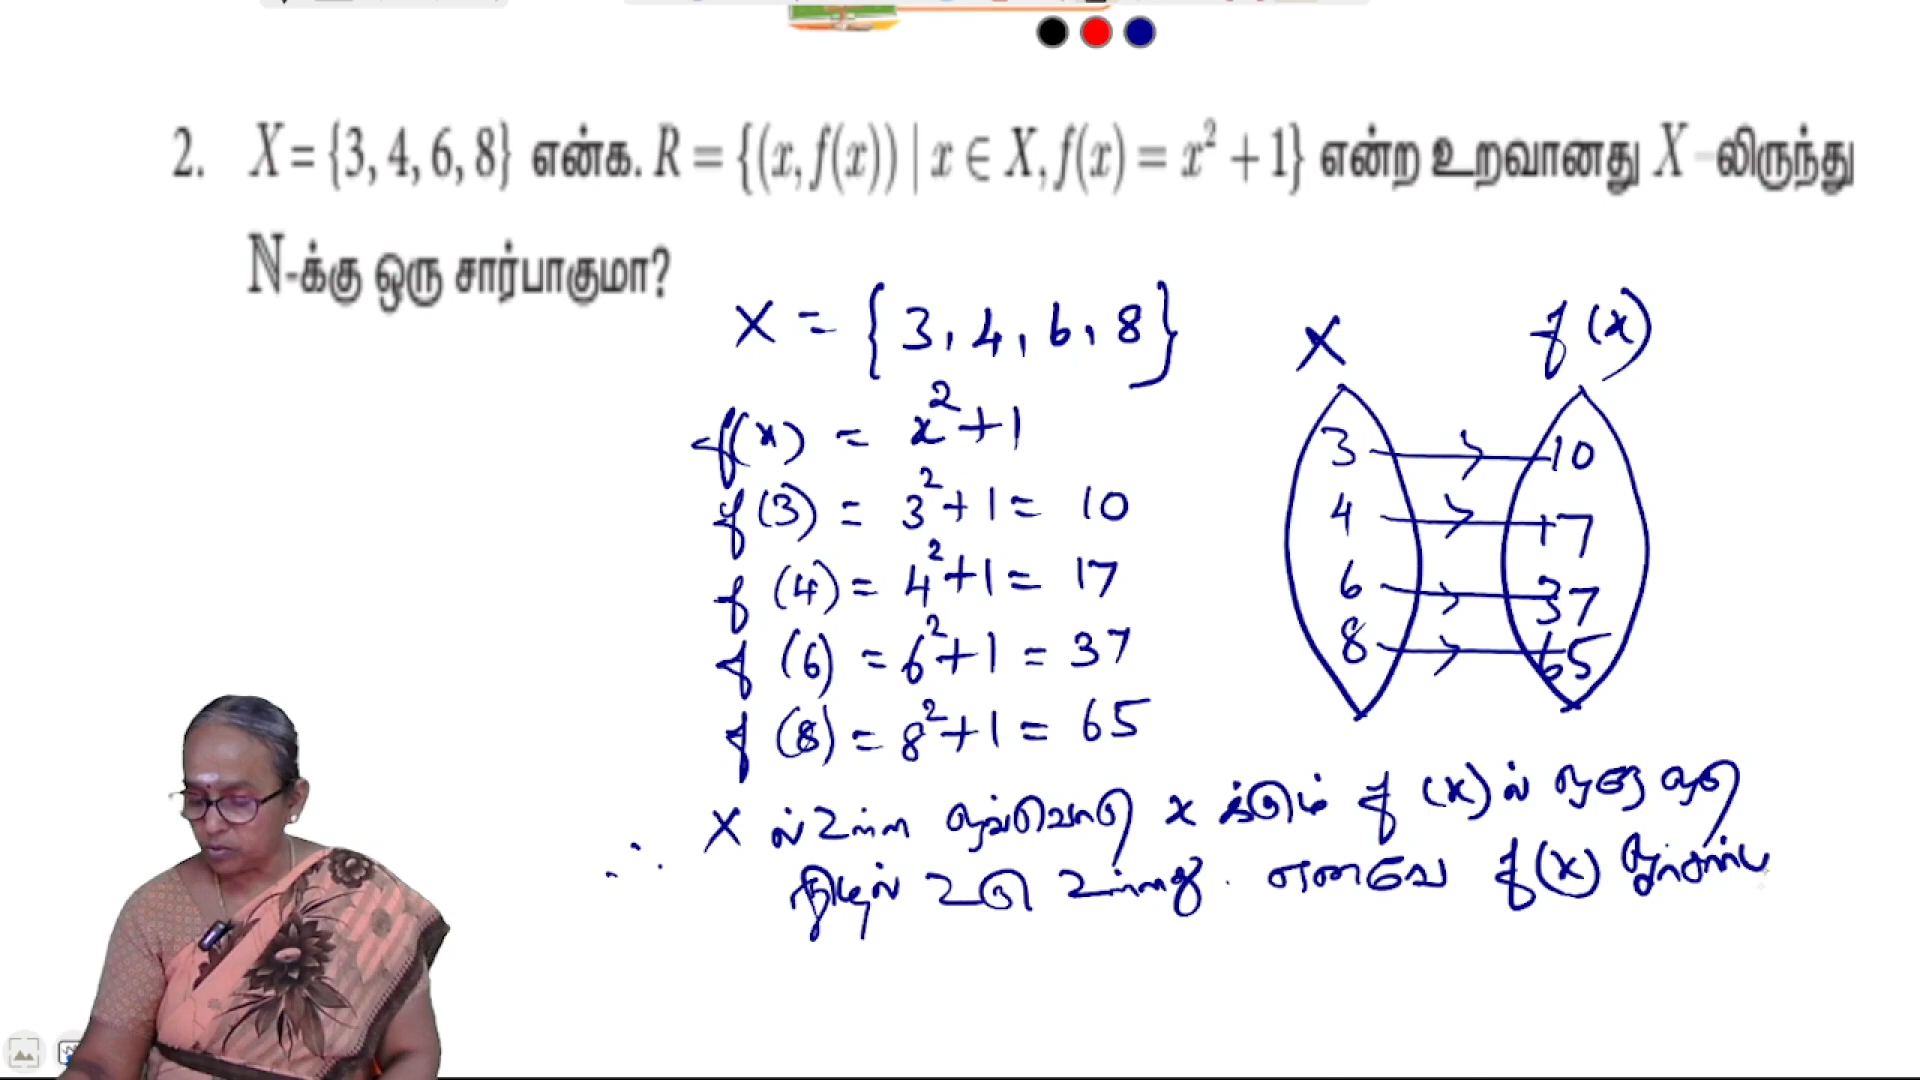 2. X = {3, 4, 6, 8} என்க. R = {(x, f(x)) | x ∈ X, f(x) = x² + 1} என்ற உறவானது X -லிருந்து
ℕ-க்கு ஒரு சார்பாகுமா?
X = {3, 4, 6, 8}
f(x) = x² + 1
f(3) = 3² + 1 = 10
f(4) = 4² + 1 = 17
f(6) = 6² + 1 = 37
f(8) = 8² + 1 = 65
X f(x)
3 10
4 17
6 37
8 65
∴ X ல் உள்ள ஒவ்வொரு x க்கும் f(x) ல் ஒரே ஒரு
நிழல் உரு உள்ளது. எனவே f(x)